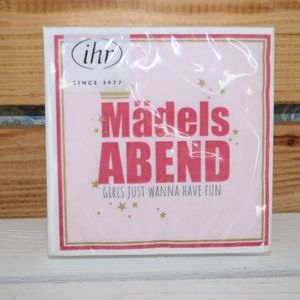 ihr
SINCE 1977
Mädels
ABEND
GIRLS JUST WANNA HAVE FUN